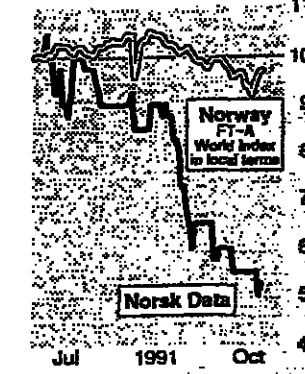 Norway
FT-A
World Index
in local terms
Norsk Data
Jul 1991 Oct